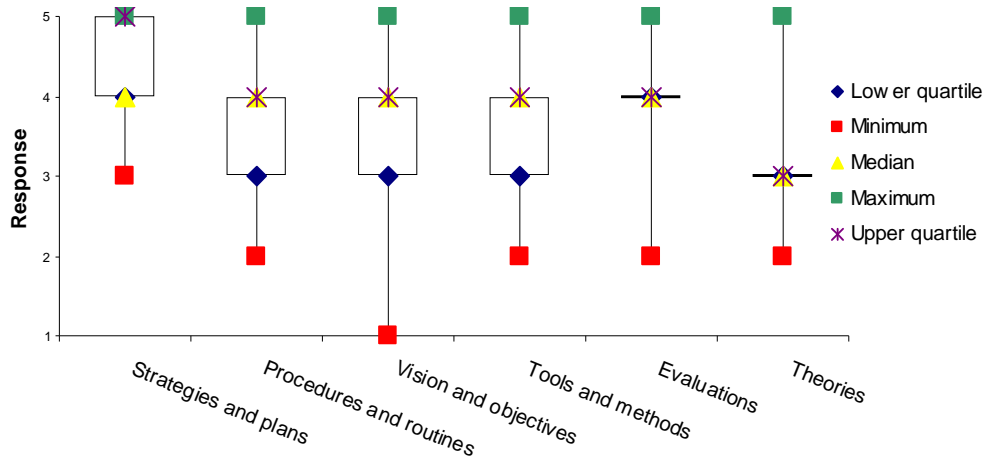 5
4
3
2
1
Response
Strategies and plans
Procedures and routines
Vision and objectives
Tools and methods
Evaluations
Theories
Low er quartile
Minimum
Median
Maximum
Upper quartile